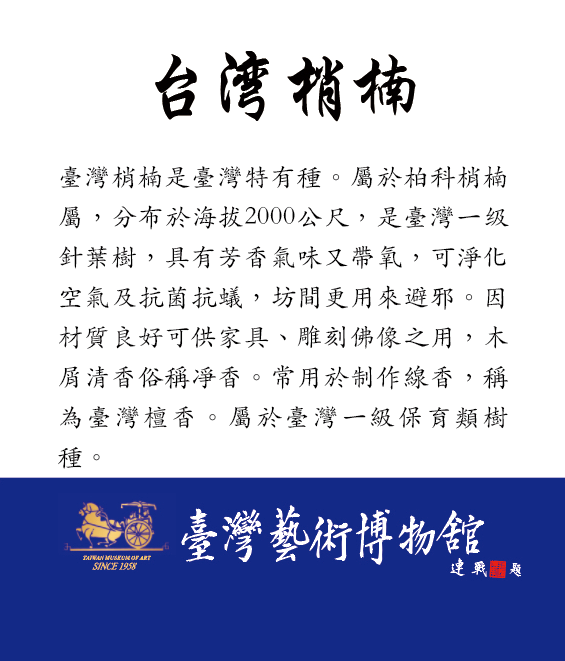 台湾梢楠
臺灣梢楠是臺灣特有種。屬於柏科梢楠
屬，分布於海拔2000公尺，是臺灣一级
針葉樹，具有芳香氣味又帶氧，可淨化
空氣及抗菌抗蟻，坊間更用來避邪。因
材質良好可供家具、雕刻佛像之用，木
屑清香俗稱凈香。常用於制作線香，稱
為臺灣檀香。屬於臺灣一級保育類樹
種。
臺灣藝術博物館
TAIWAN MUSEUM OF ART
SINCE 1958
連戰 題